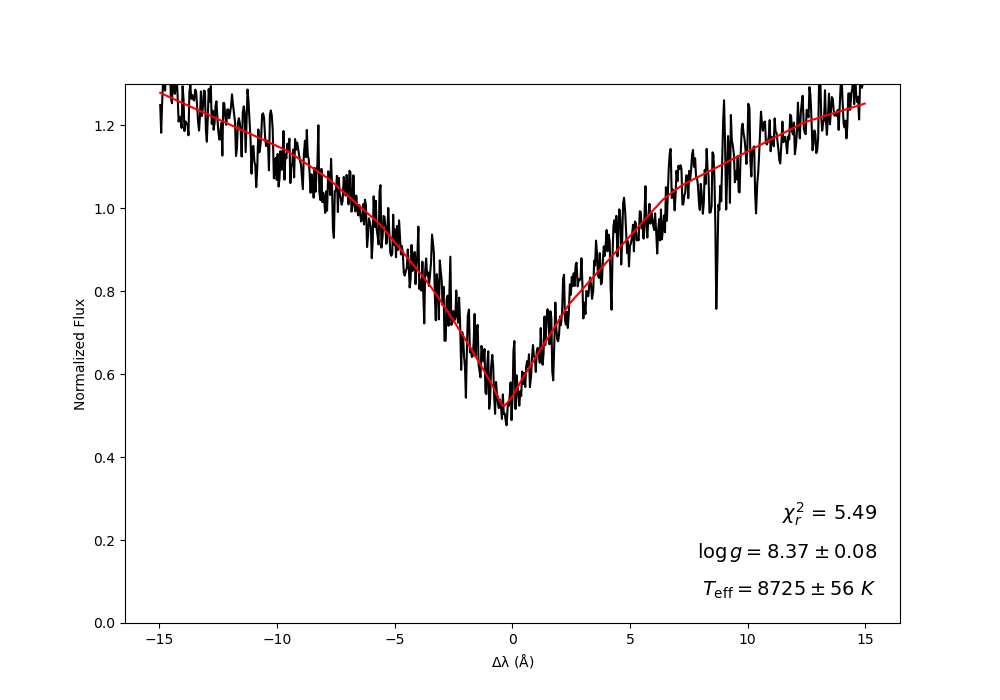 1.2
1.0
0.8
0.6
0.4
0.2
0.0
Normalized Flux
χ²ᵣ = 5.49
log g = 8.37 ± 0.08
T_eff = 8725 ± 56 K
−15 −10 −5 0 5 10 15
Δλ (Å)